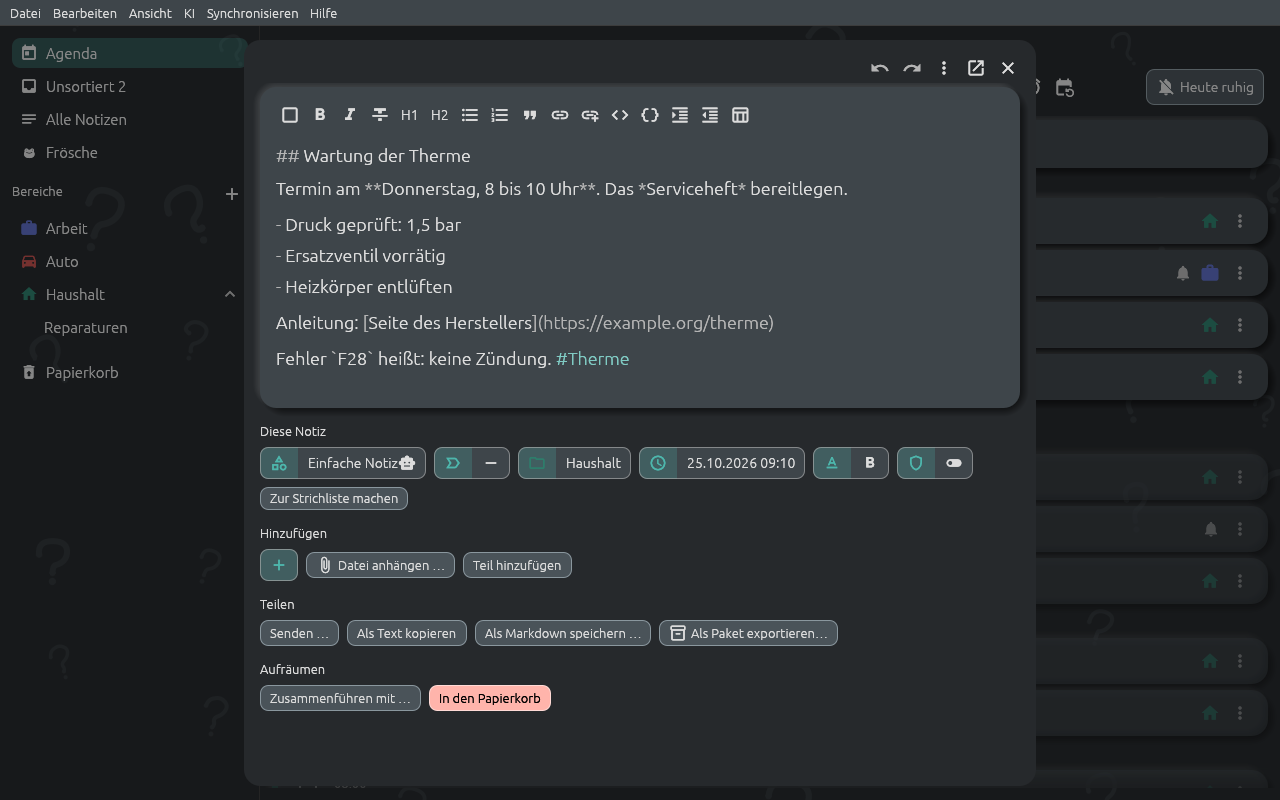 Datei Bearbeiten Ansicht KI Synchronisieren Hilfe
Agenda
Unsortiert 2
Alle Notizen
Frösche
Bereiche
Arbeit
Auto
Haushalt
Reparaturen
Papierkorb
Heute ruhig
B I S H1 H2
## Wartung der Therme
Termin am **Donnerstag, 8 bis 10 Uhr**. Das *Serviceheft* bereitlegen.
- Druck geprüft: 1,5 bar
- Ersatzventil vorrätig
- Heizkörper entlüften
Anleitung: [Seite des Herstellers](https://example.org/therme)
Fehler `F28` heißt: keine Zündung. #Therme
Diese Notiz
Einfache Notiz Haushalt 25.10.2026 09:10 A B
Zur Strichliste machen
Hinzufügen
Datei anhängen … Teil hinzufügen
Teilen
Senden … Als Text kopieren Als Markdown speichern … Als Paket exportieren…
Aufräumen
Zusammenführen mit … In den Papierkorb